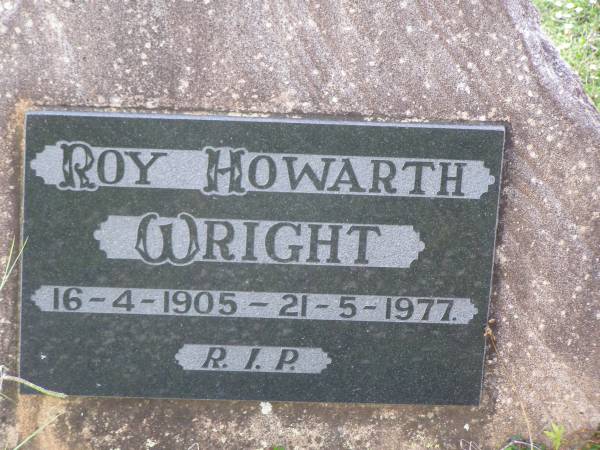 ROY HOWARTH
WRIGHT
16-4-1905 - 21-5-1977.
R.I.P.